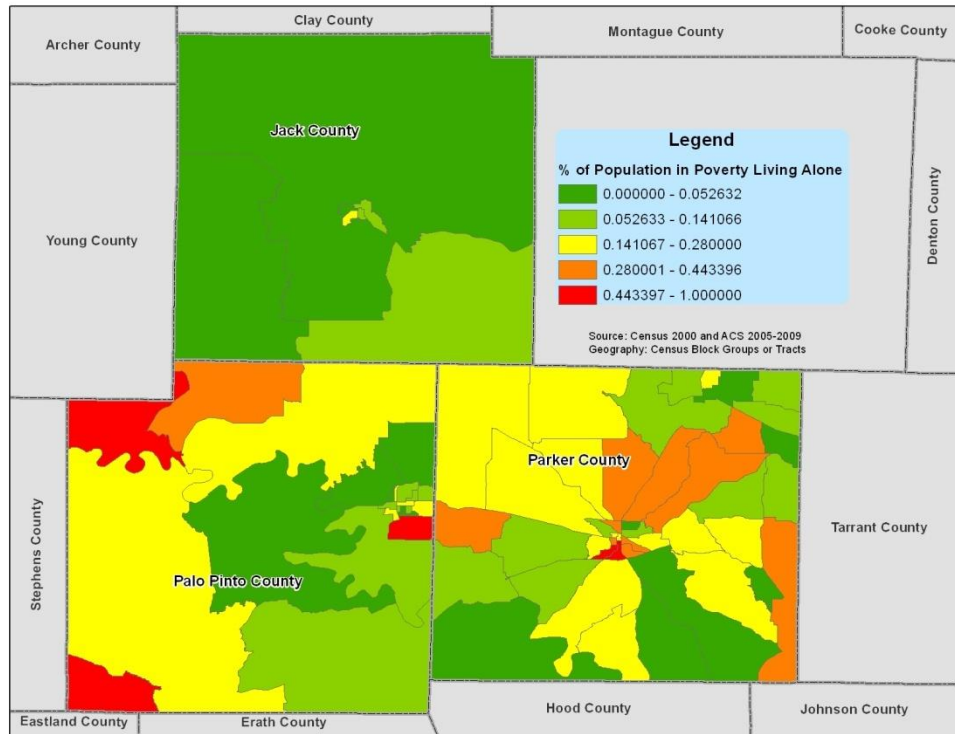 Clay County
Archer County
Montague County
Cooke County
Jack County
Legend
% of Population in Poverty Living Alone
0.000000 - 0.052632
0.052633 - 0.141066
0.141067 - 0.280000
0.280001 - 0.443396
0.443397 - 1.000000
Denton County
Young County
Source: Census 2000 and ACS 2005-2009
Geography: Census Block Groups or Tracts
Parker County
Tarrant County
Stephens County
Palo Pinto County
Hood County
Johnson County
Eastland County
Erath County